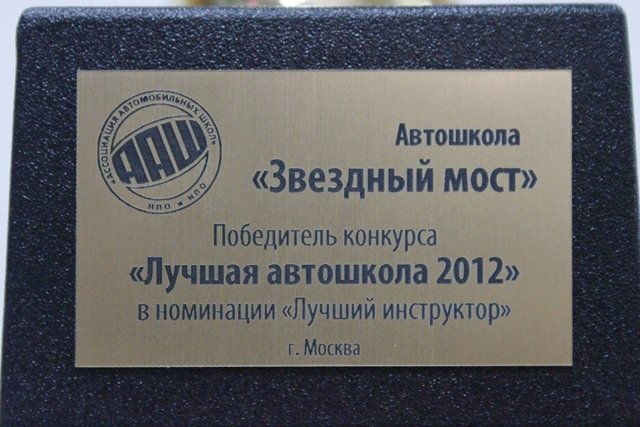 «АССОЦИАЦИЯ АВТОМОБИЛЬНЫХ ШКОЛ»
ААШ
НПО И НПО
Автошкола
«Звездный мост»
Победитель конкурса
«Лучшая автошкола 2012»
в номинации «Лучший инструктор»
г. Москва